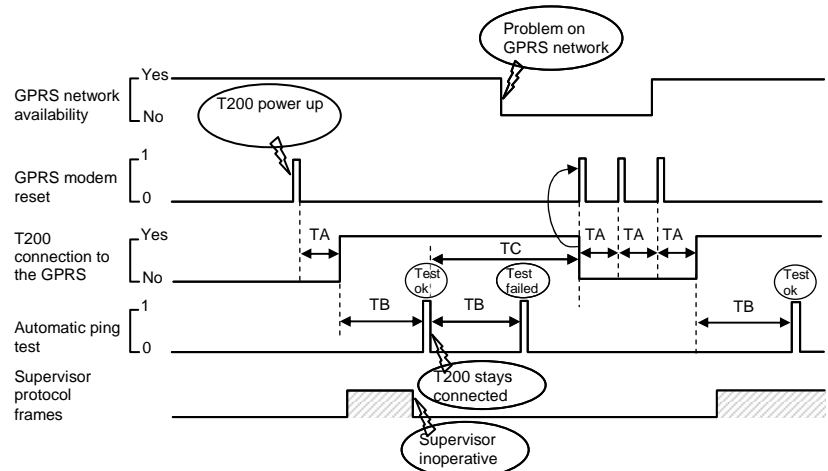 Problem on
GPRS network
Yes
GPRS network
availability
No
T200 power up
1
GPRS modem
reset
0
T200
connection to
the GPRS
Yes
No
TA
TC
TA
TA
TA
Test
ok
Test
failed
Test
ok
1
Automatic ping
test
0
TB
TB
TB
T200 stays
connected
Supervisor
protocol
frames
Supervisor
inoperative